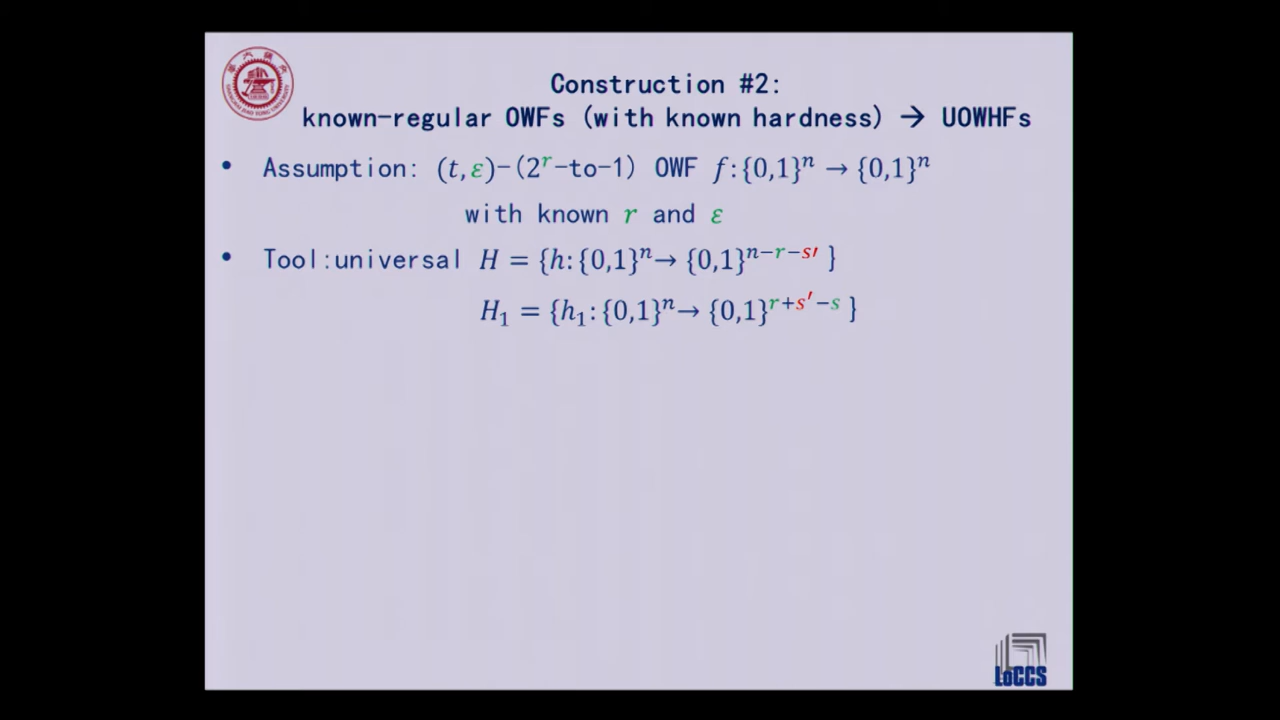 Construction #2:
known-regular OWFs (with known hardness) → UOWHFs
• Assumption: (t,ε)-(2^r-to-1) OWF f:{0,1}^n → {0,1}^n
with known r and ε
• Tool:universal H = {h:{0,1}^n→ {0,1}^{n−r−s′} }
H_1 = {h_1:{0,1}^n→ {0,1}^{r+s′−s} }
LoCCS